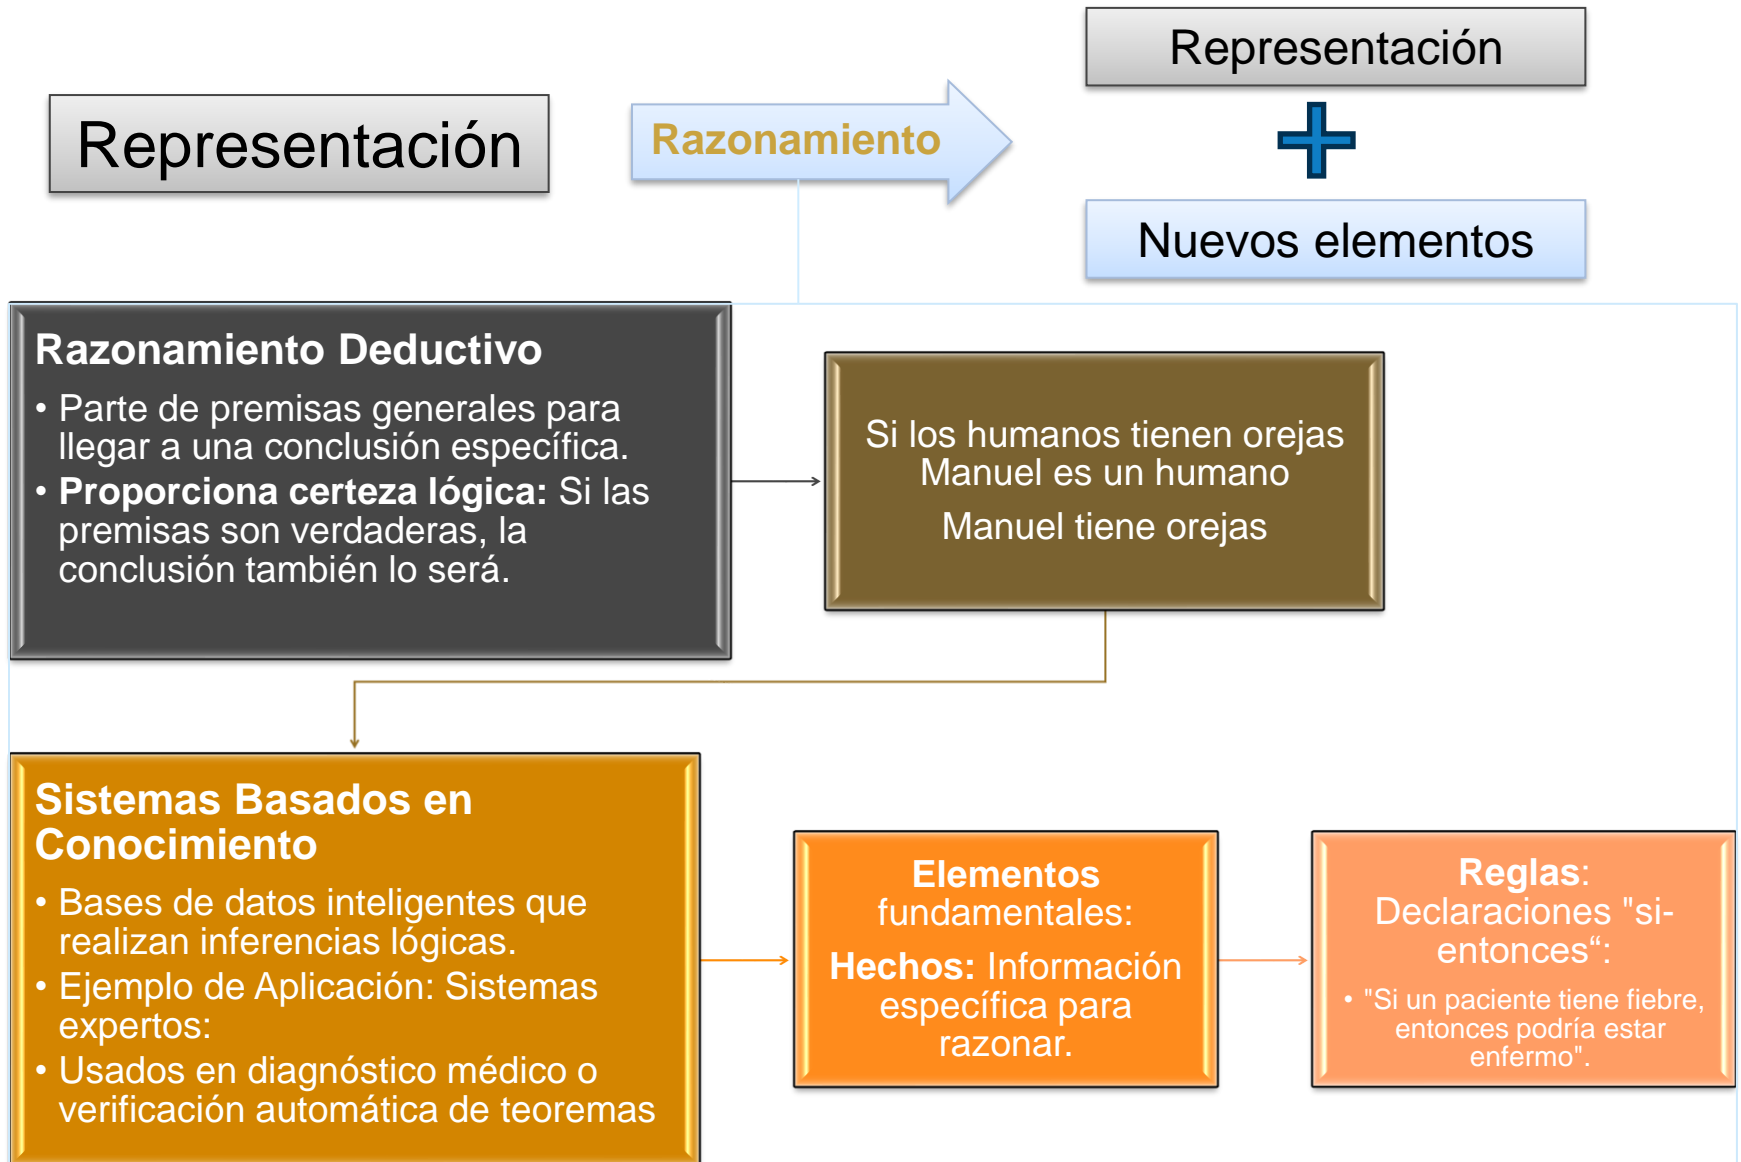 Representación
Razonamiento
Representación
Nuevos elementos
Razonamiento Deductivo
• Parte de premisas generales para
llegar a una conclusión específica.
• Proporciona certeza lógica: Si las
premisas son verdaderas, la
conclusión también lo será.
Si los humanos tienen orejas
Manuel es un humano
Manuel tiene orejas
Sistemas Basados en
Conocimiento
• Bases de datos inteligentes que
realizan inferencias lógicas.
• Ejemplo de Aplicación: Sistemas
expertos:
• Usados en diagnóstico médico o
verificación automática de teoremas
Elementos
fundamentales:
Hechos: Información
específica para
razonar.
Reglas:
Declaraciones "si-
entonces“:
• "Si un paciente tiene fiebre,
entonces podría estar
enfermo".